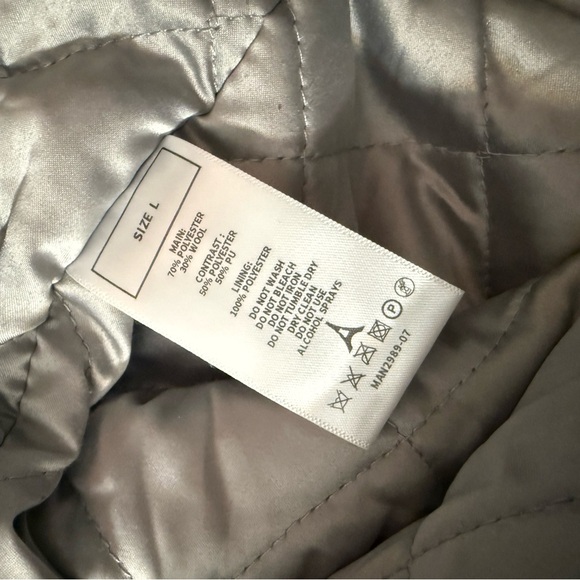 SIZE L
MAIN:
70% POLYESTER
30% WOOL
CONTRAST :
50% POLYESTER
50% PU
LINING:
100% POLYESTER
DO NOT WASH
DO NOT BLEACH
DO NOT IRON
DO NOT TUMBLE DRY
DRY CLEAN
DO NOT USE
ALCOHOL SPRAYS
P
MAN2989-07